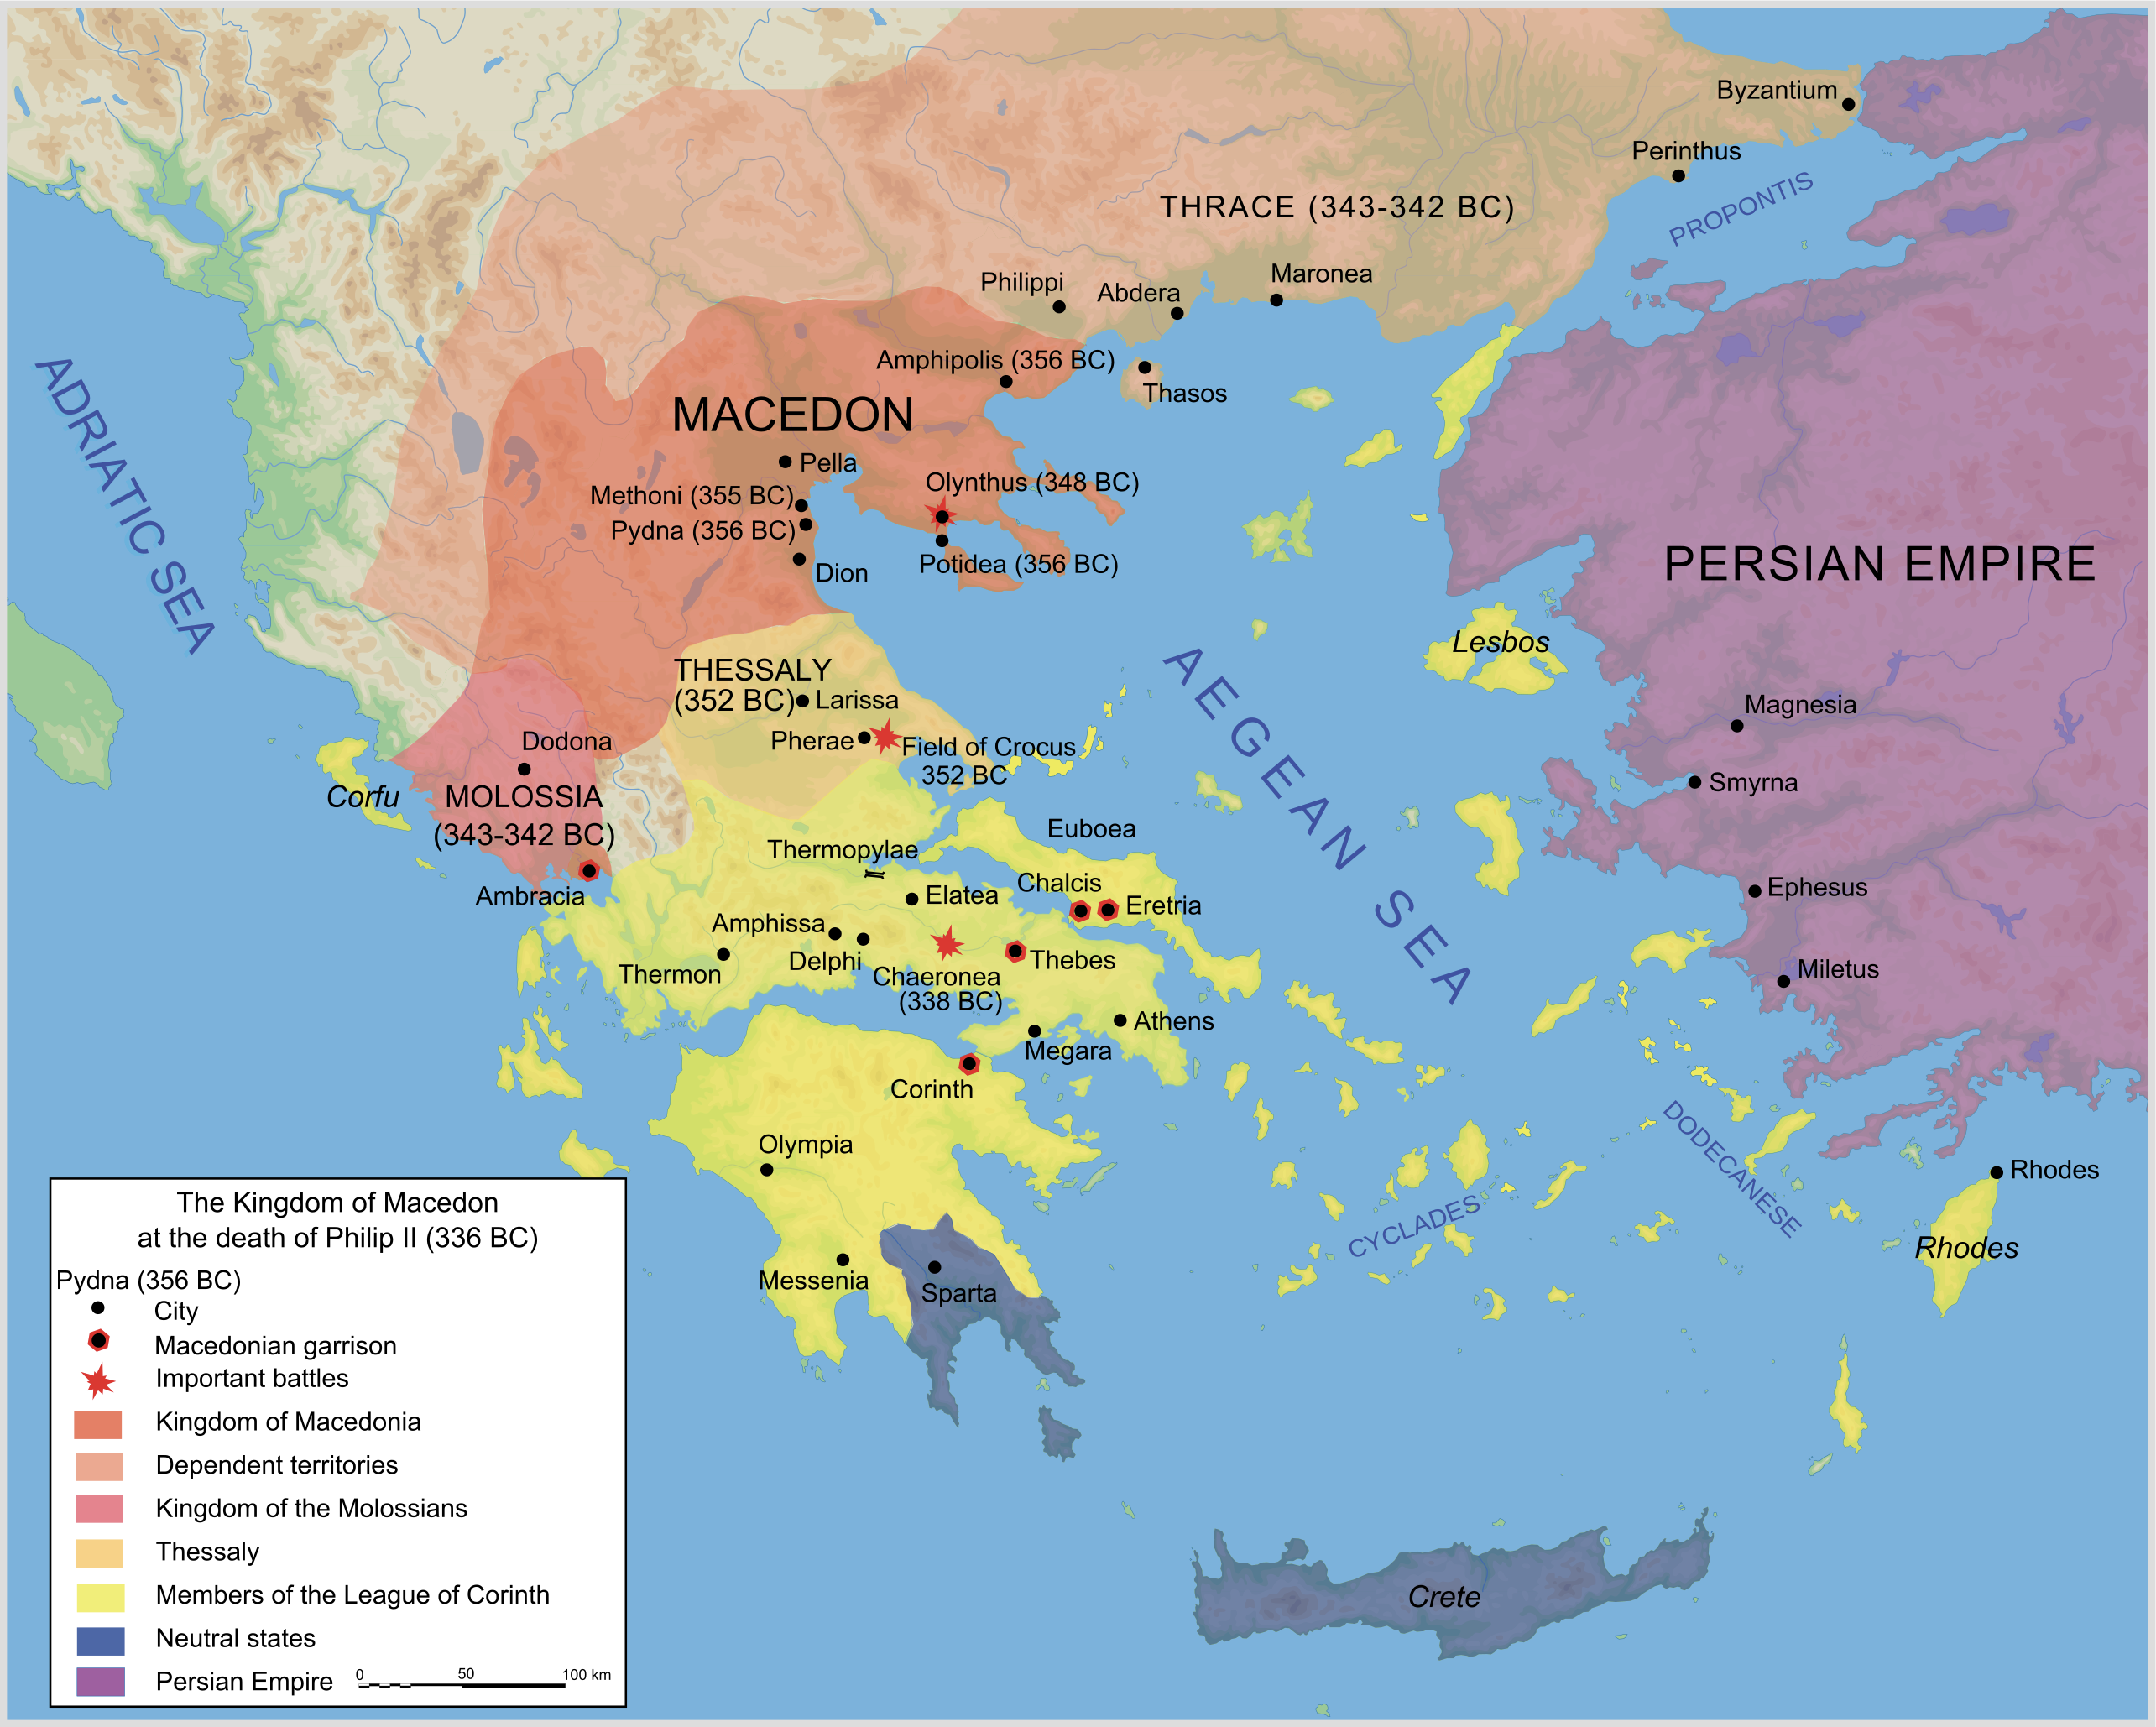 Byzantium
Perinthus
PROPONTIS
THRACE (343-342 BC)
Philippi
Abdera
Maronea
Amphipolis (356 BC)
Thasos
MACEDON
ADRIATIC SEA
Pella
Olynthus (348 BC)
Methoni (355 BC)
Pydna (356 BC)
Potidea (356 BC)
Dion
PERSIAN EMPIRE
Lesbos
THESSALY
(352 BC)
Larissa
AEGEAN SEA
Magnesia
Dodona
Pherae
Field of Crocus
352 BC
Smyrna
Corfu
MOLOSSIA
(343-342 BC)
Euboea
Thermopylae
Ambracia
Elatea
Chalcis
Eretria
Ephesus
Amphissa
Delphi
Thermon
Chaeronea
(338 BC)
Thebes
Miletus
Athens
Megara
Corinth
Olympia
DODECANESE
Rhodes
CYCLADES
Rhodes
Messenia
Sparta
Crete
The Kingdom of Macedon
at the death of Philip II (336 BC)
Pydna (356 BC)
City
Macedonian garrison
Important battles
Kingdom of Macedonia
Dependent territories
Kingdom of the Molossians
Thessaly
Members of the League of Corinth
Neutral states
Persian Empire
0 50 100 km